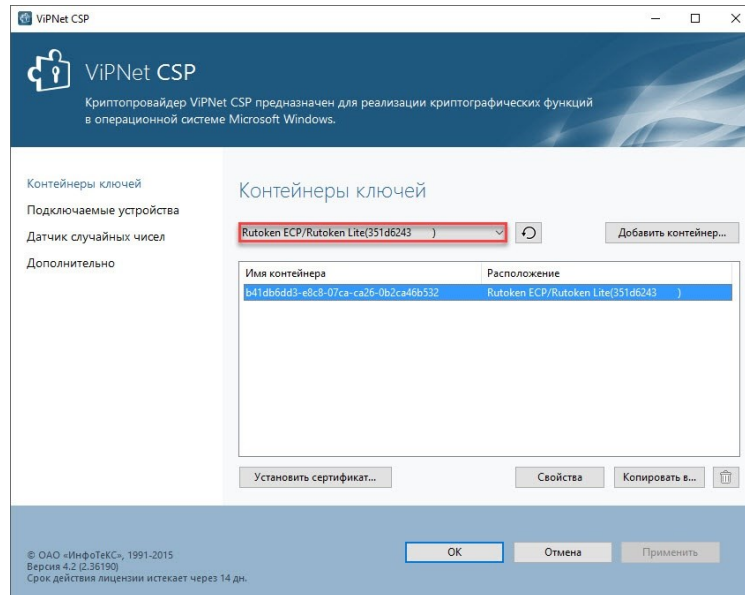 ViPNet CSP
ViPNet CSP
Криптопровайдер ViPNet CSP предназначен для реализации криптографических функций
в операционной системе Microsoft Windows.
Контейнеры ключей
Подключаемые устройства
Датчик случайных чисел
Дополнительно
Контейнеры ключей
Rutoken ECP/Rutoken Lite(351d6243 )
Добавить контейнер...
Имя контейнера Расположение
b41db6dd3-e8c8-07ca-ca26-0b2ca46b532 Rutoken ECP/Rutoken Lite(351d6243 )
Установить сертификат... Свойства Копировать в...
© ОАО «ИнфоТеКС», 1991-2015
Версия 4.2 (2.36190)
Срок действия лицензии истекает через 14 дн.
ОК Отмена Применить